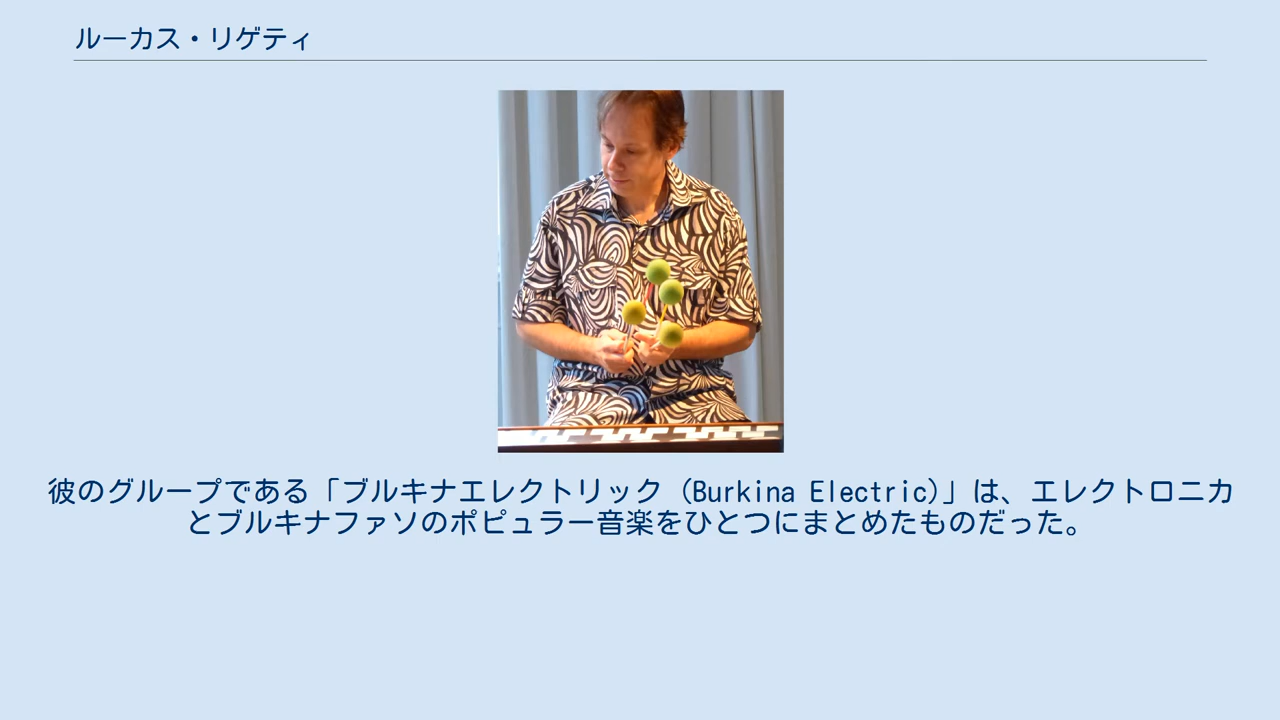 ルーカス・リゲティ
彼のグループである「ブルキナエレクトリック（Burkina Electric)」は、エレクトロニカ
とブルキナファソのポピュラー音楽をひとつにまとめたものだった。